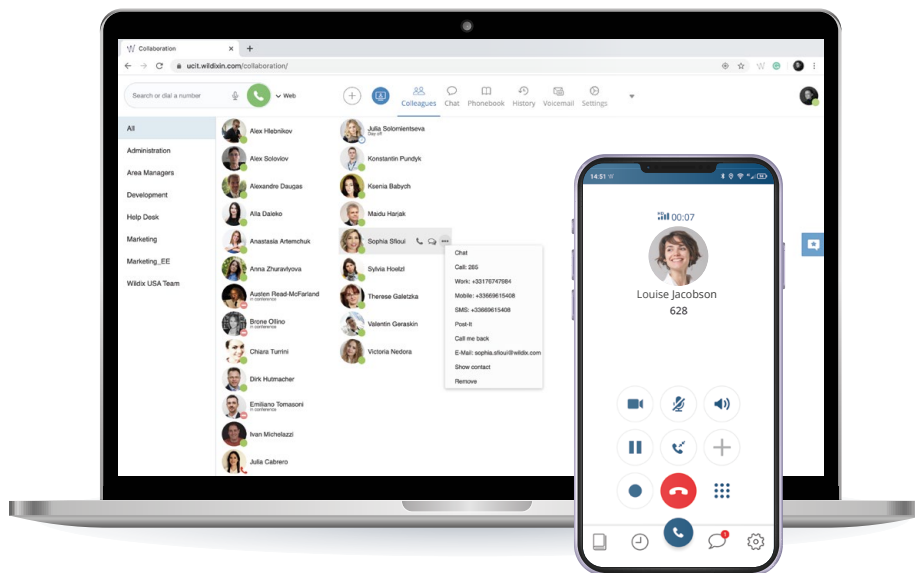 Collaboration
ucit.wildixin.com/collaboration/
Search or dial a number
Web
Colleagues
Chat
Phonebook
History
Voicemail
Settings
All
Administration
Area Managers
Development
Help Desk
Marketing
Marketing_EE
Wildix USA Team
Alex Hlebnikov
Alex Soloviov
Alexandre Daugas
Alla Daleko
Anastasia Artemchuk
Anna Zhuravlyova
Austen Read-McFarland
in conference
Brone Ollino
in conference
Chiara Turrini
Dirk Hutmacher
Emiliano Tomasoni
in conference
Ivan Michelazzi
Julia Cabrero
Julia Solomientseva
Day off
Konstantin Pundyk
Ksenia Babych
Maidu Harjak
Sophia Sfioui
Sylvia Hoelzl
Therese Galetzka
Valentin Geraskin
Victoria Nedora
Chat
Call: 285
Work: +33176747984
Mobile: +33669615408
SMS: +33669615408
Post-It
Call me back
E-Mail: sophia.sfioui@wildix.com
Show contact
Remove
14:51
00:07
Louise Jacobson
628
1